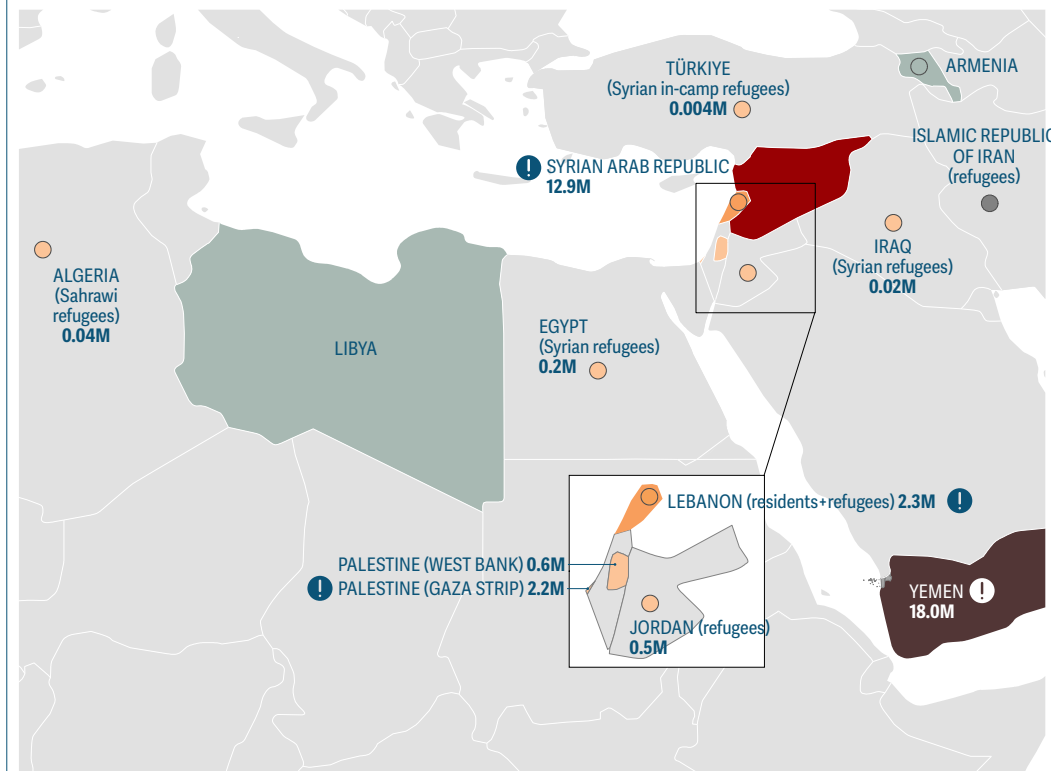 TÜRKIYE
(Syrian in-camp refugees)
0.004M
ARMENIA
ISLAMIC REPUBLIC
OF IRAN
(refugees)
! SYRIAN ARAB REPUBLIC
12.9M
IRAQ
(Syrian refugees)
0.02M
ALGERIA
(Sahrawi
refugees)
0.04M
LIBYA
EGYPT
(Syrian refugees)
0.2M
LEBANON (residents+refugees) 2.3M !
PALESTINE (WEST BANK) 0.6M
! PALESTINE (GAZA STRIP) 2.2M
JORDAN (refugees)
0.5M
YEMEN !
18.0M